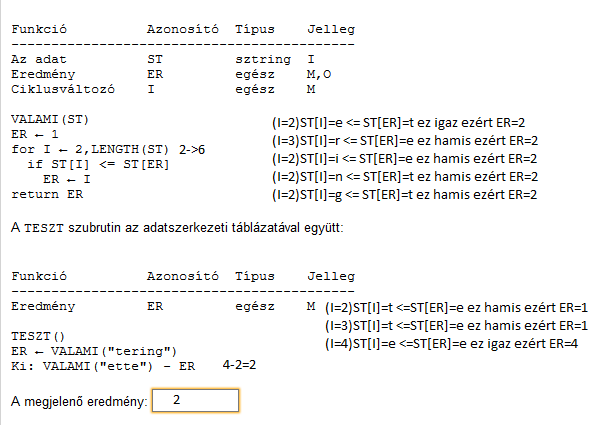 Funkció Azonosító Típus Jelleg
----------------------------------------------
Az adat ST sztring I
Eredmény ER egész M,O
Ciklusváltozó I egész M
VALAMI(ST)
ER ← 1 (I=2)ST[I]=e <= ST[ER]=t ez igaz ezért ER=2
for I ← 2,LENGTH(ST) 2->6 (I=3)ST[I]=r <= ST[ER]=e ez hamis ezért ER=2
if ST[I] <= ST[ER] (I=2)ST[I]=i <= ST[ER]=e ez hamis ezért ER=2
ER ← I (I=2)ST[I]=n <= ST[ER]=t ez hamis ezért ER=2
return ER (I=2)ST[I]=g <= ST[ER]=t ez hamis ezért ER=2
A TESZT szubrutin az adatszerkezeti táblázatával együtt:
Funkció Azonosító Típus Jelleg
----------------------------------------------
Eredmény ER egész M (I=2)ST[I]=t <=ST[ER]=e ez hamis ezért ER=1
(I=3)ST[I]=t <=ST[ER]=e ez hamis ezért ER=1
TESZT() (I=4)ST[I]=e <=ST[ER]=e ez igaz ezért ER=4
ER ← VALAMI("tering")
Ki: VALAMI("ette") - ER 4-2=2
A megjelenő eredmény: 2